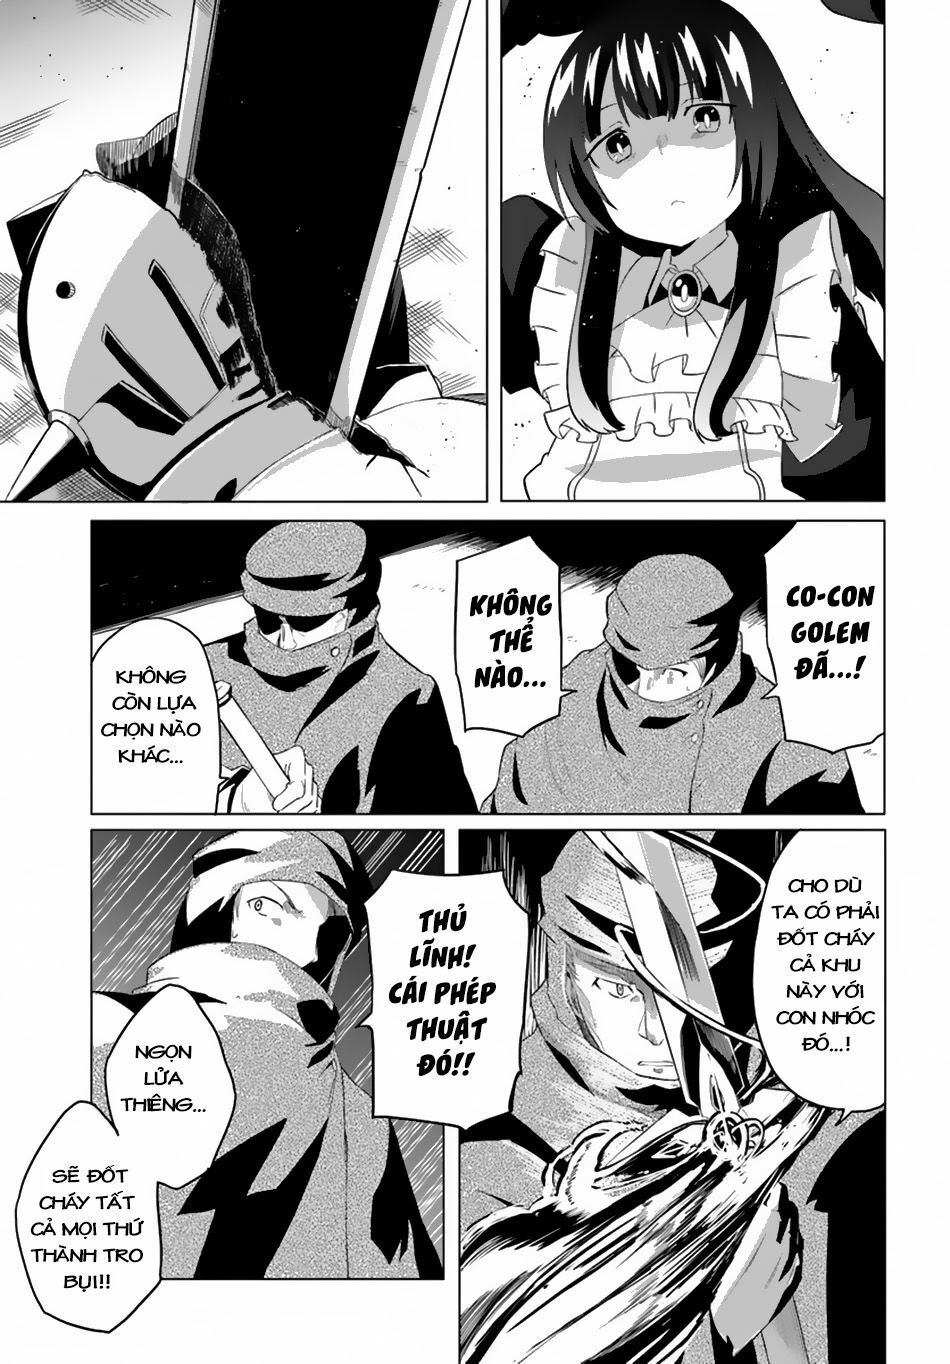 CO-CON
GOLEM
ĐÃ...!
KHÔNG
THỂ
NÀO...
KHÔNG
CÒN LỰA
CHỌN NÀO
KHÁC...
CHO DÙ
TA CÓ PHẢI
ĐỐT CHÁY
CẢ KHU
NÀY VỚI
CON NHÓC
ĐÓ...!
THỦ
LĨNH!
CÁI PHÉP
THUẬT
ĐÓ!!
NGỌN
LỬA
THIÊNG...
SẼ ĐỐT
CHÁY TẤT
CẢ MỌI THỨ
THÀNH TRO
BỤI!!